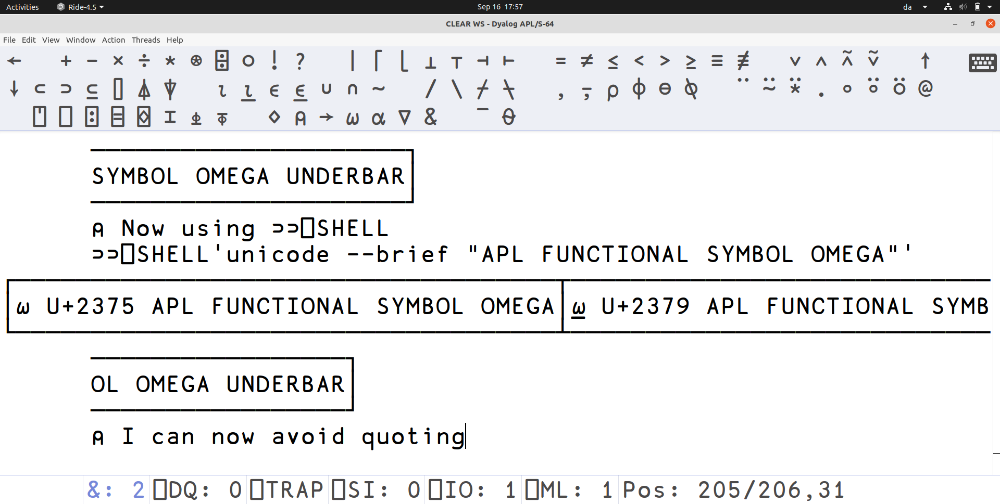 Activities Ride-4.5 Sep 16 17:57 da
CLEAR WS - Dyalog APL/S-64
File Edit View Window Action Threads Help
← + − × ÷ * ⍟ ⌹ ○ ! ? | ⌈ ⌊ ⊥ ⊤ ⊣ ⊢ = ≠ ≤ < > ≥ ≡ ≢ ∨ ∧ ⍲ ⍱ ↑
↓ ⊂ ⊃ ⊆ ⌷ ⍋ ⍒ ⍳ ⍸ ∊ ⍷ ∪ ∩ ~ / \ ⌿ ⍀ , ⍪ ⍴ ⌽ ⊖ ⍉ ¨ ⍨ ⍣ . ∘ ⍤ ⍥ @
⍞ ⎕ ⍠ ⌸ ⌺ ⌶ ⍎ ⍕ ⋄ ⍝ → ⍵ ⍺ ∇ & ¯ ⍬
SYMBOL OMEGA UNDERBAR
⍝ Now using ⊃⊃⎕SHELL
⊃⊃⎕SHELL'unicode --brief "APL FUNCTIONAL SYMBOL OMEGA"'
⍵ U+2375 APL FUNCTIONAL SYMBOL OMEGA ⍹ U+2379 APL FUNCTIONAL SYMB
OL OMEGA UNDERBAR
⍝ I can now avoid quoting
&: 2 ⎕DQ: 0 ⎕TRAP ⎕SI: 0 ⎕IO: 1 ⎕ML: 1 Pos: 205/206,31